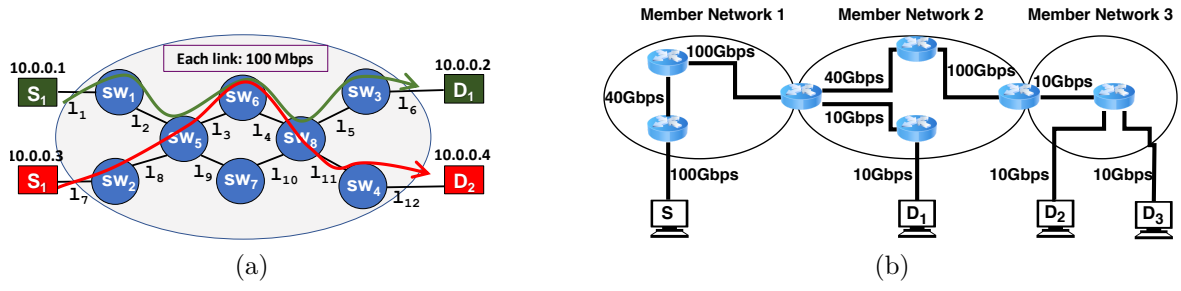 Each link: 100 Mbps
10.0.0.1
S1
l1
sw1
l2
sw6
l3
l4
sw3
l5
l6
10.0.0.2
D1
sw5
sw8
10.0.0.3
S1
l7
sw2
l8
l9
sw7
l10
l11
sw4
l12
10.0.0.4
D2
(a)
Member Network 1
Member Network 2
Member Network 3
100Gbps
40Gbps
100Gbps
40Gbps
10Gbps
100Gbps
10Gbps
10Gbps
10Gbps
10Gbps
S
D1
D2
D3
(b)